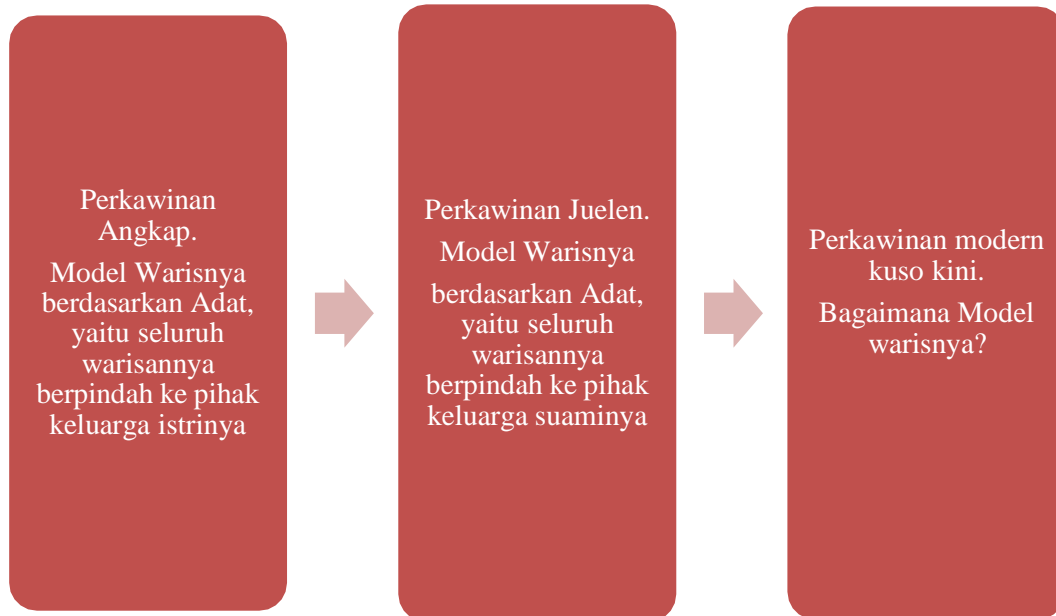 Perkawinan
Angkap.
Model Warisnya
berdasarkan Adat,
yaitu seluruh
warisannya
berpindah ke pihak
keluarga istrinya
Perkawinan Juelen.
Model Warisnya
berdasarkan Adat,
yaitu seluruh
warisannya
berpindah ke pihak
keluarga suaminya
Perkawinan modern
kuso kini.
Bagaimana Model
warisnya?